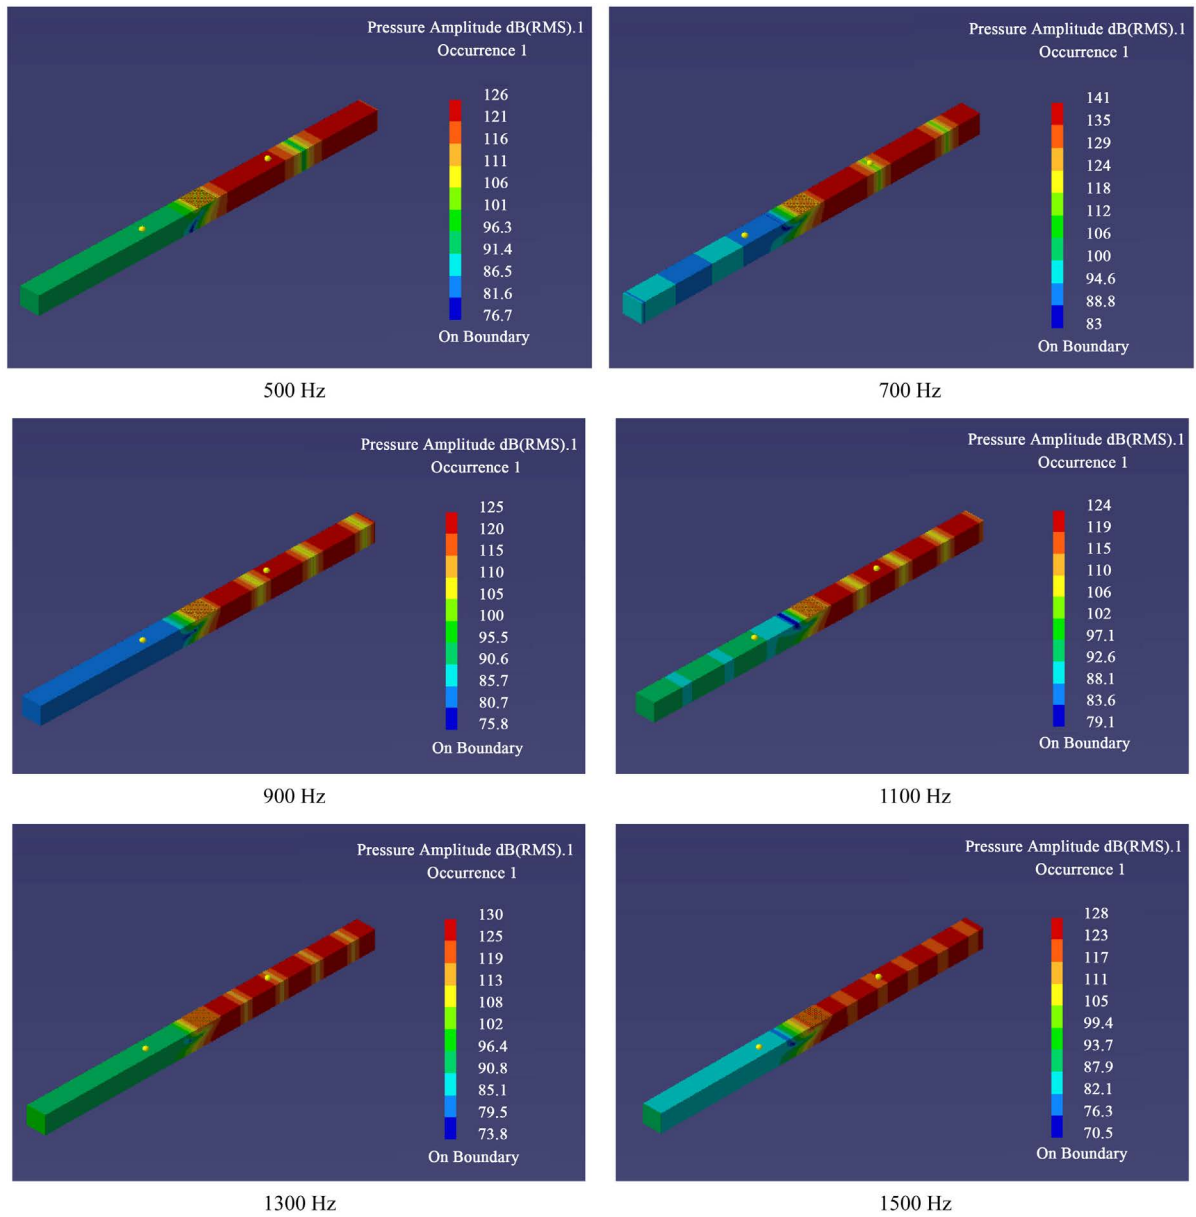 Pressure Amplitude dB(RMS).1
Occurrence 1
126
121
116
111
106
101
96.3
91.4
86.5
81.6
76.7
On Boundary
500 Hz
Pressure Amplitude dB(RMS).1
Occurrence 1
141
135
129
124
118
112
106
100
94.6
88.8
83
On Boundary
700 Hz
Pressure Amplitude dB(RMS).1
Occurrence 1
125
120
115
110
105
100
95.5
90.6
85.7
80.7
75.8
On Boundary
900 Hz
Pressure Amplitude dB(RMS).1
Occurrence 1
124
119
115
110
106
102
97.1
92.6
88.1
83.6
79.1
On Boundary
1100 Hz
Pressure Amplitude dB(RMS).1
Occurrence 1
130
125
119
113
108
102
96.4
90.8
85.1
79.5
73.8
On Boundary
1300 Hz
Pressure Amplitude dB(RMS).1
Occurrence 1
128
123
117
111
105
99.4
93.7
87.9
82.1
76.3
70.5
On Boundary
1500 Hz